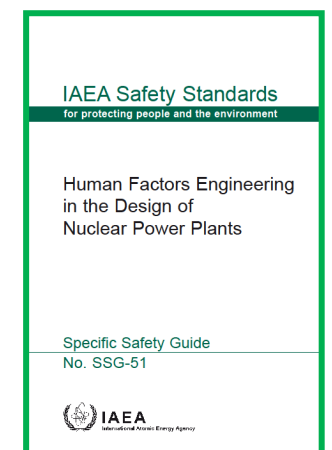 IAEA Safety Standards
for protecting people and the environment
Human Factors Engineering
in the Design of
Nuclear Power Plants
Specific Safety Guide
No. SSG-51
IAEA
International Atomic Energy Agency